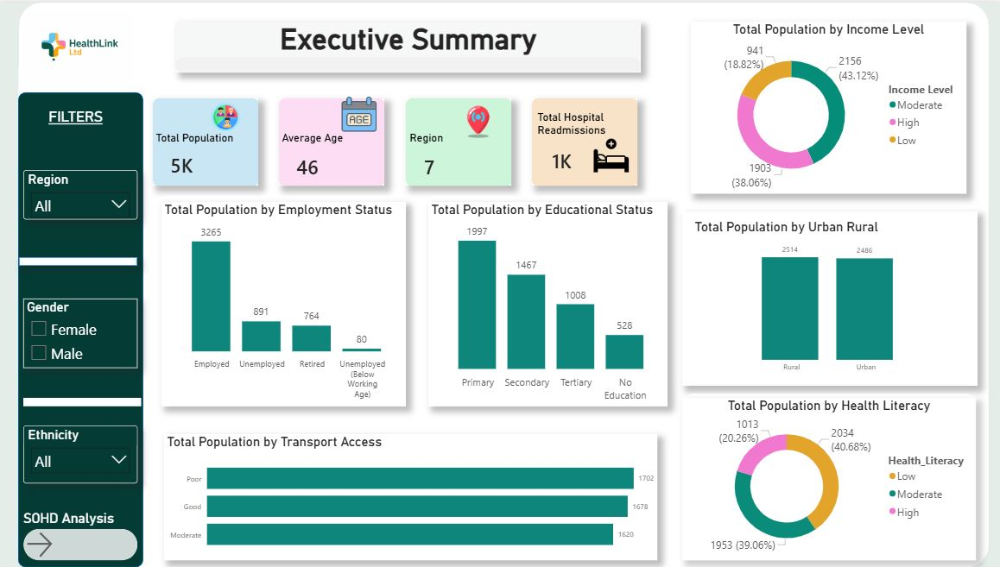 HealthLink
Ltd
Executive Summary
FILTERS
Region
All
Gender
Female
Male
Ethnicity
All
SOHD Analysis
Total Population
5K
AGE
Average Age
46
Region
7
Total Hospital
Readmissions
1K
Total Population by Employment Status
3265
891
764
80
Employed
Unemployed
Retired
Unemployed
(Below
Working
Age)
Total Population by Educational Status
1997
1467
1008
528
Primary
Secondary
Tertiary
No
Education
Total Population by Transport Access
Poor
1702
Good
1678
Moderate
1620
Total Population by Income Level
941
(18.82%)
2156
(43.12%)
1903
(38.06%)
Income Level
Moderate
High
Low
Total Population by Urban Rural
2514
2486
Rural
Urban
Total Population by Health Literacy
1013
(20.26%)
2034
(40.68%)
1953 (39.06%)
Health_Literacy
Low
Moderate
High